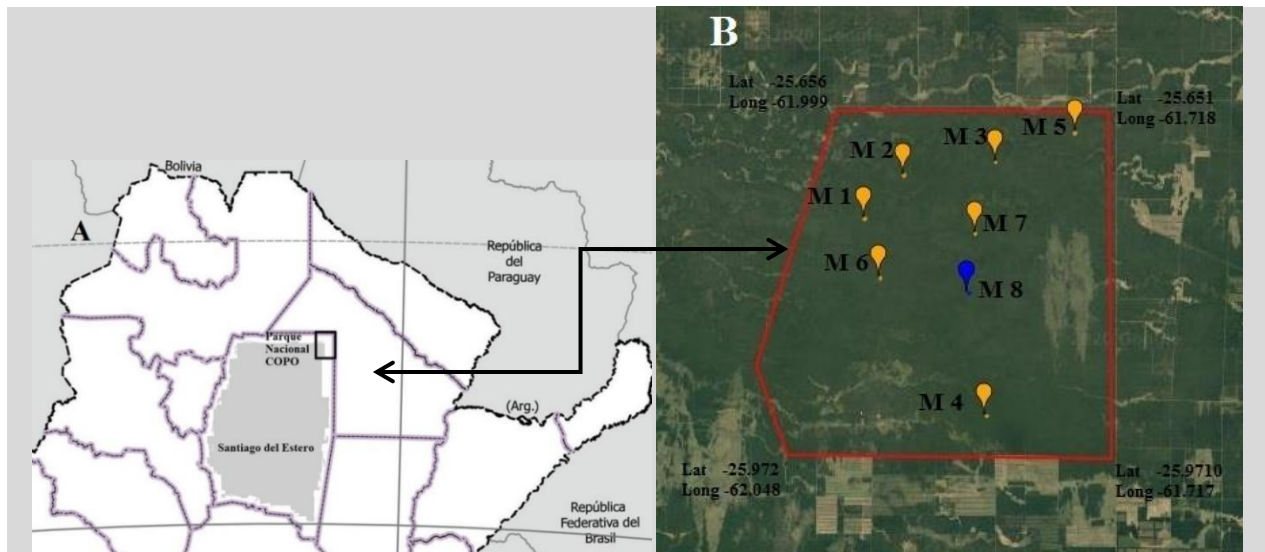 A
Bolivia
República
del
Paraguay
Parque
Nacional
COPO
(Arg.)
Santiago del Estero
República
Federativa del
Brasil
B
Lat -25.656
Long -61.999
Lat -25.651
Long -61.718
M 5
M 3
M 2
M 1
M 7
M 6
M 8
M 4
Lat -25.972
Long -62.048
Lat -25.9710
Long -61.717